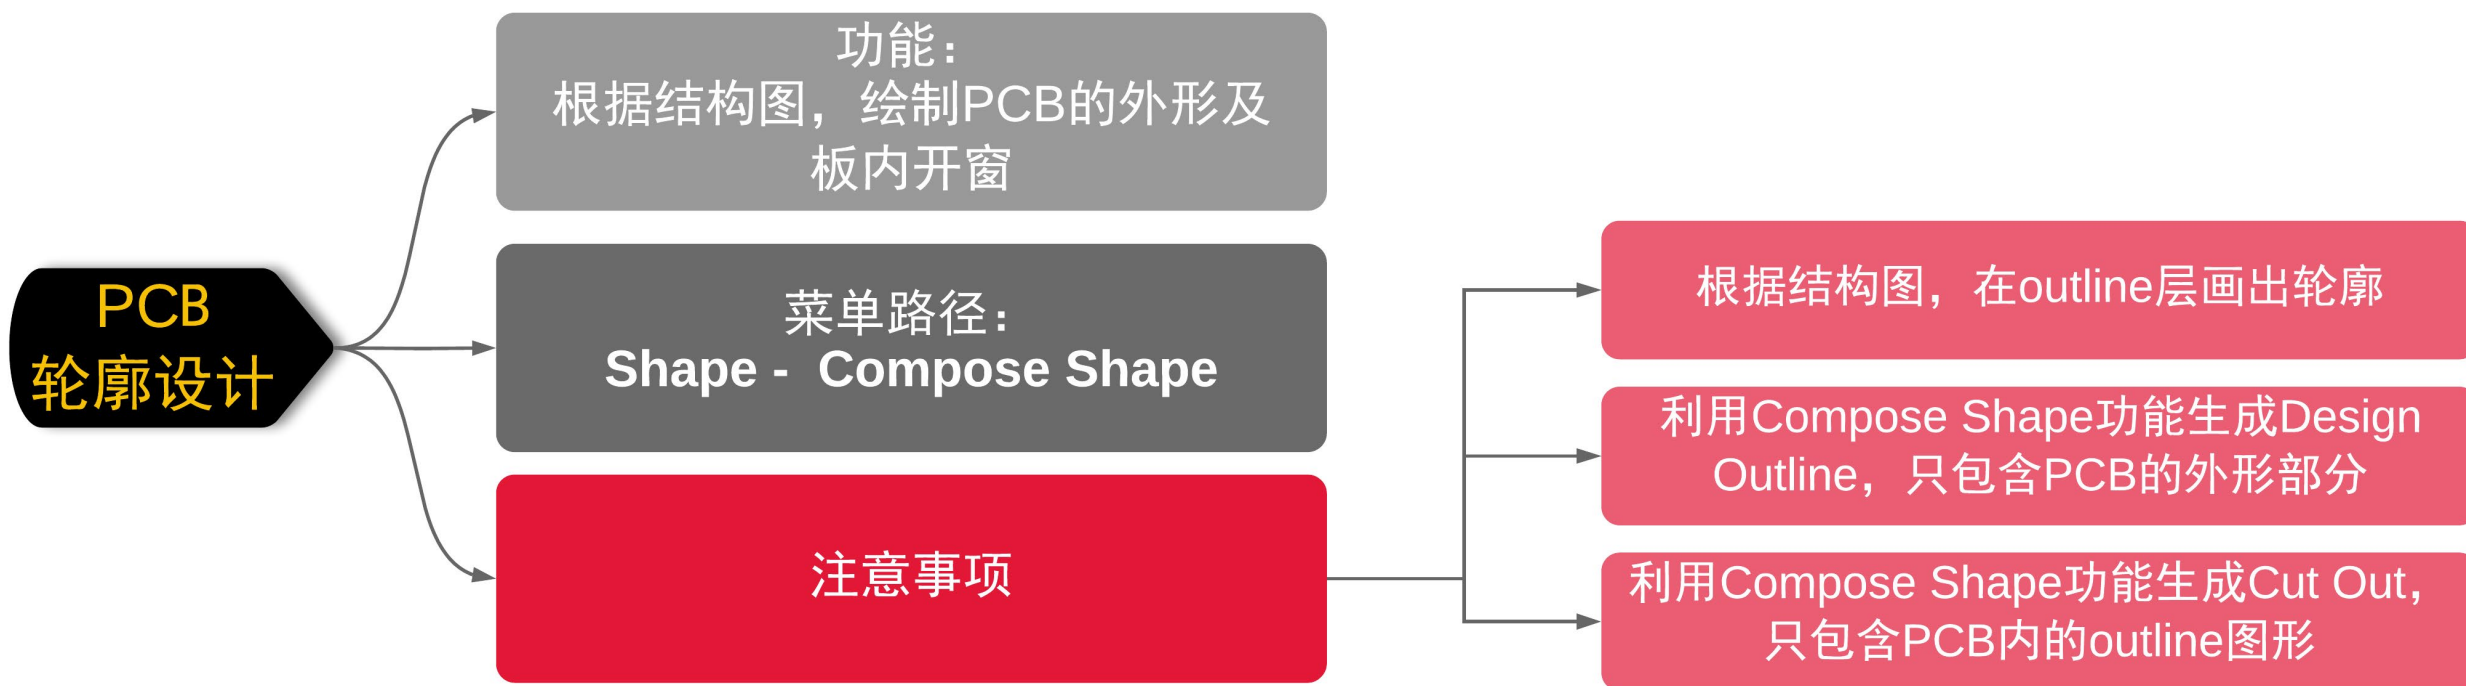 PCB
轮廓设计
功能：
根据结构图，绘制PCB的外形及
板内开窗
菜单路径：
Shape -  Compose Shape
注意事项
根据结构图，在outline层画出轮廓
利用Compose Shape功能生成Design
Outline，只包含PCB的外形部分
利用Compose Shape功能生成Cut Out，
只包含PCB内的outline图形